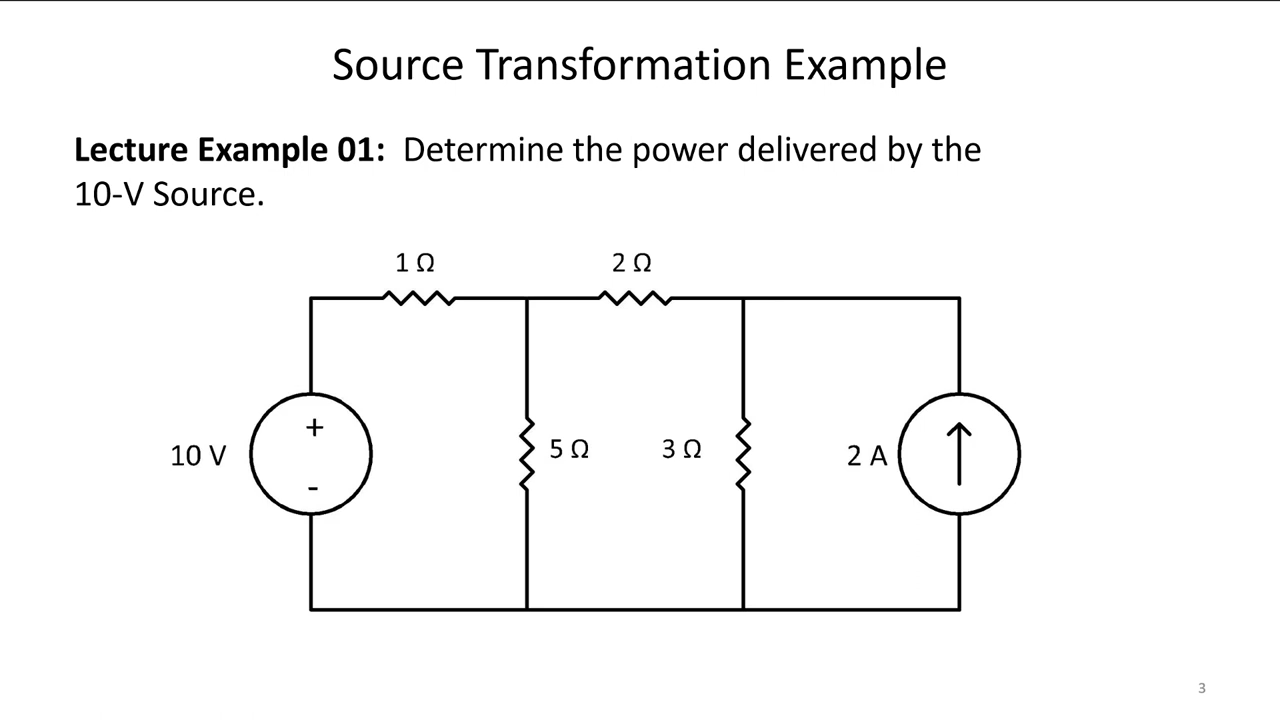 Source Transformation Example
Lecture Example 01: Determine the power delivered by the
10-V Source.
1 Ω
2 Ω
10 V
+
-
5 Ω
3 Ω
2 A
3